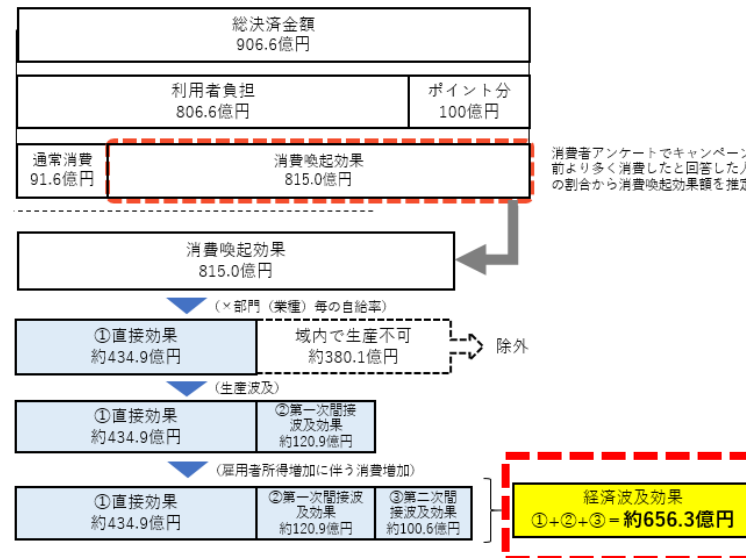 総決済金額
906.6億円
利用者負担
806.6億円
ポイント分
100億円
通常消費
91.6億円
消費喚起効果
815.0億円
消費者アンケートでキャンペーン
前より多く消費したと回答した人
の割合から消費喚起効果額を推定
消費喚起効果
815.0億円
(×部門(業種)毎の自給率)
①直接効果
約434.9億円
域内で生産不可
約380.1億円
除外
(生産波及)
①直接効果
約434.9億円
②第一次間接
波及効果
約120.9億円
(雇用者所得増加に伴う消費増加)
①直接効果
約434.9億円
②第一次間接波
及効果
約120.9億円
③第二次間
接波及効果
約100.6億円
経済波及効果
①+②+③=約656.3億円